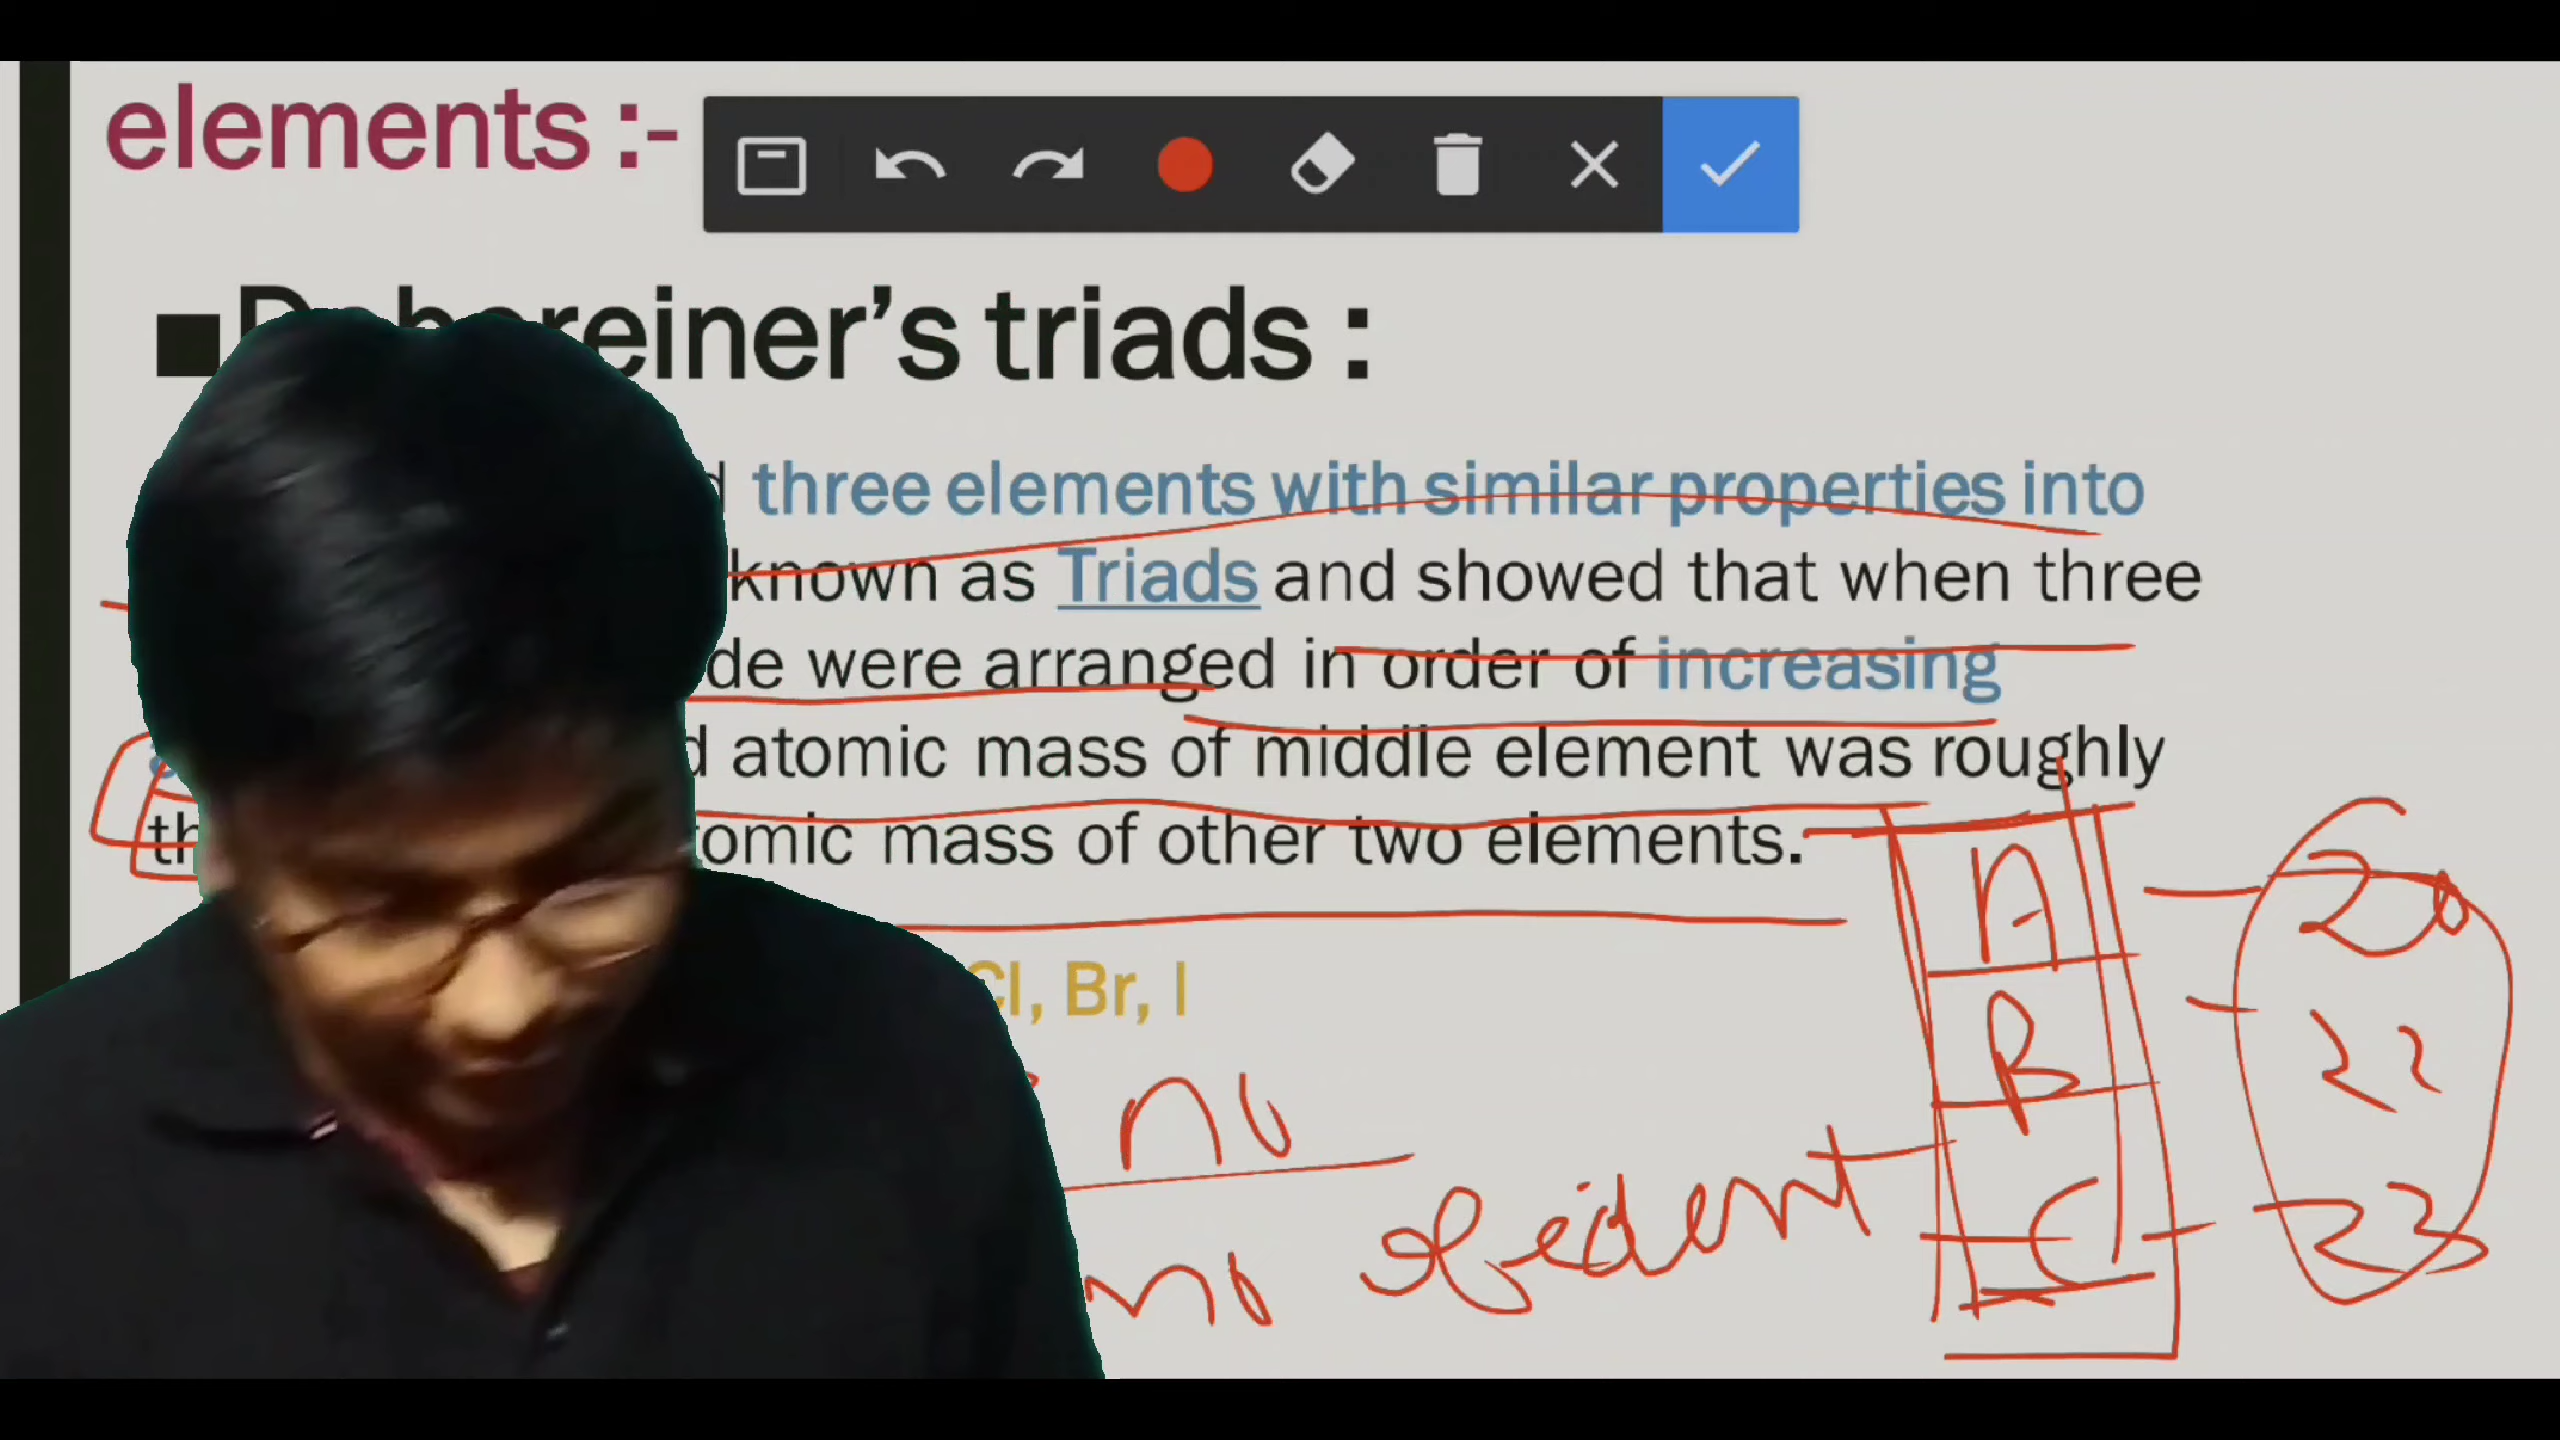 elements :-
Dobereiner's triads :
three elements with similar properties into
known as Triads and showed that when three
were arranged in order of increasing
atomic mass of middle element was roughly
mass of other two elements.
Cl, Br, I
A 20
B 22
C 23
no
no